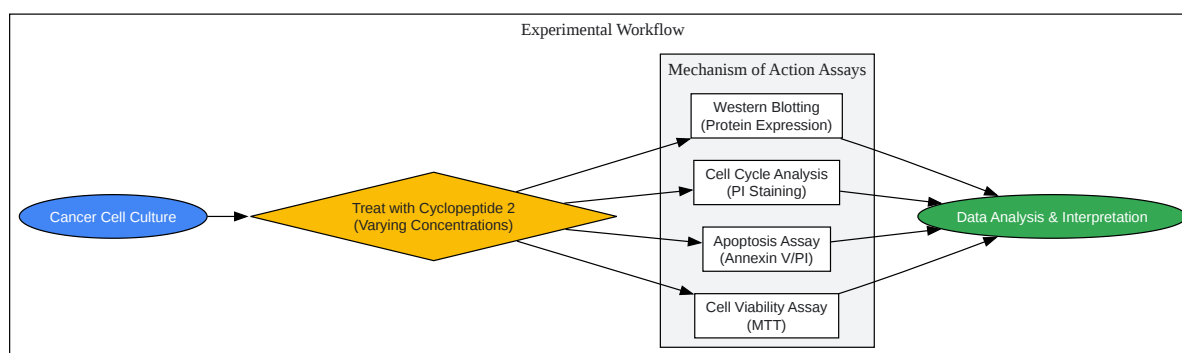 Experimental Workflow
Mechanism of Action Assays
Western Blotting
(Protein Expression)
Cell Cycle Analysis
(PI Staining)
Cancer Cell Culture
Treat with Cyclopeptide 2
(Varying Concentrations)
Data Analysis & Interpretation
Apoptosis Assay
(Annexin V/PI)
Cell Viability Assay
(MTT)